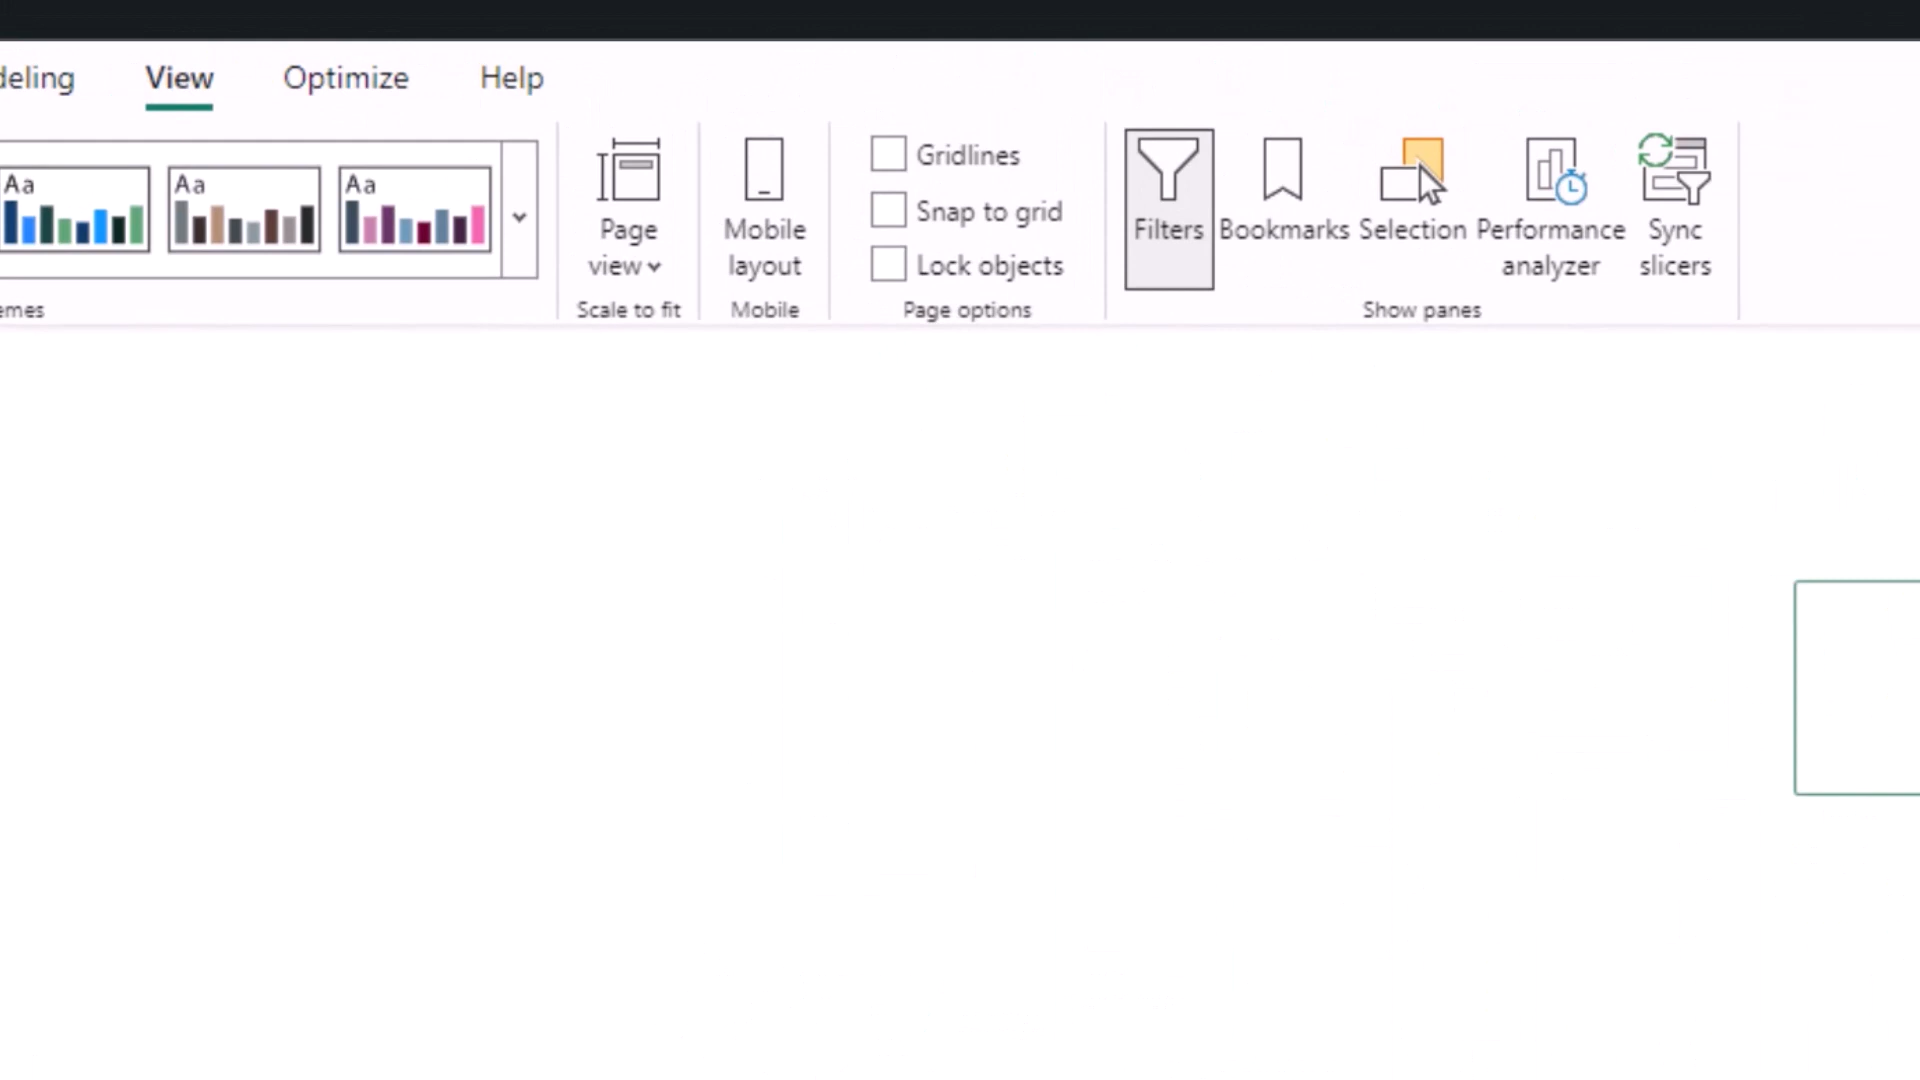 deling View Optimize Help
Aa Aa Aa
Gridlines
Snap to grid
Lock objects
Page view
Mobile layout
Filters Bookmarks Selection Performance analyzer Sync slicers
emes Scale to fit Mobile Page options Show panes